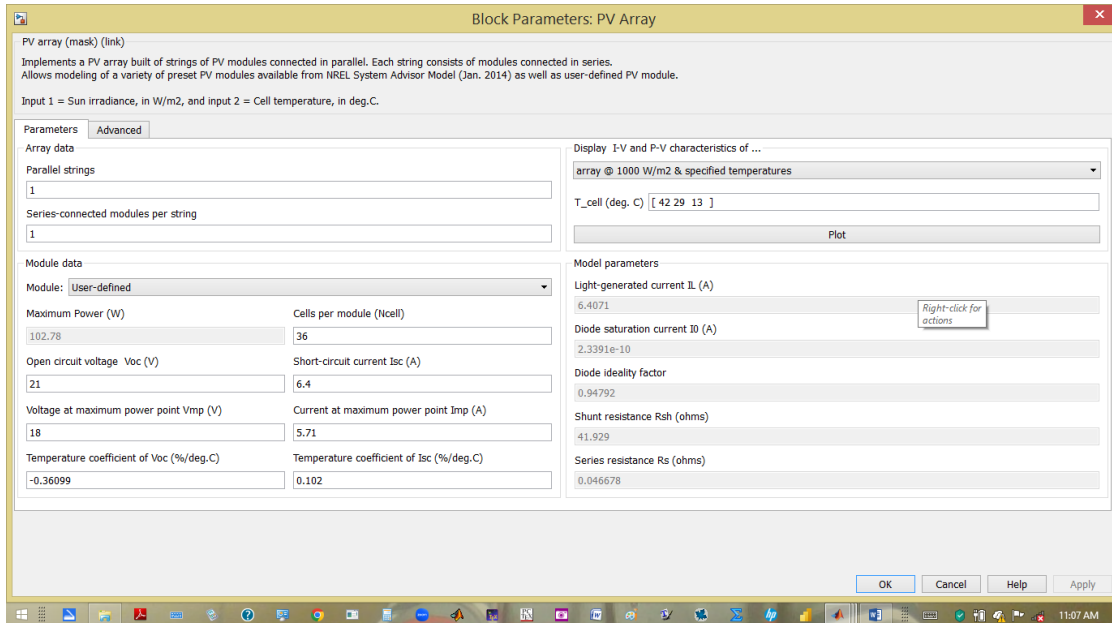 Block Parameters: PV Array
PV array (mask) (link)
Implements a PV array built of strings of PV modules connected in parallel. Each string consists of modules connected in series.
Allows modeling of a variety of preset PV modules available from NREL System Advisor Model (Jan. 2014) as well as user-defined PV module.
Input 1 = Sun irradiance, in W/m2, and input 2 = Cell temperature, in deg.C.
Parameters
Advanced
Array data
Parallel strings
1
Series-connected modules per string
1
Display I-V and P-V characteristics of ...
array @ 1000 W/m2 & specified temperatures
T_cell (deg. C) [ 42 29 13 ]
Plot
Module data
Module: User-defined
Maximum Power (W)
Cells per module (Ncell)
102.78
36
Open circuit voltage Voc (V)
Short-circuit current Isc (A)
21
6.4
Voltage at maximum power point Vmp (V)
Current at maximum power point Imp (A)
18
5.71
Temperature coefficient of Voc (%/deg.C)
Temperature coefficient of Isc (%/deg.C)
-0.36099
0.102
Model parameters
Light-generated current IL (A)
6.4071
Right-click for
actions
Diode saturation current I0 (A)
2.3391e-10
Diode ideality factor
0.94792
Shunt resistance Rsh (ohms)
41.929
Series resistance Rs (ohms)
0.046678
OK
Cancel
Help
Apply
11:07 AM